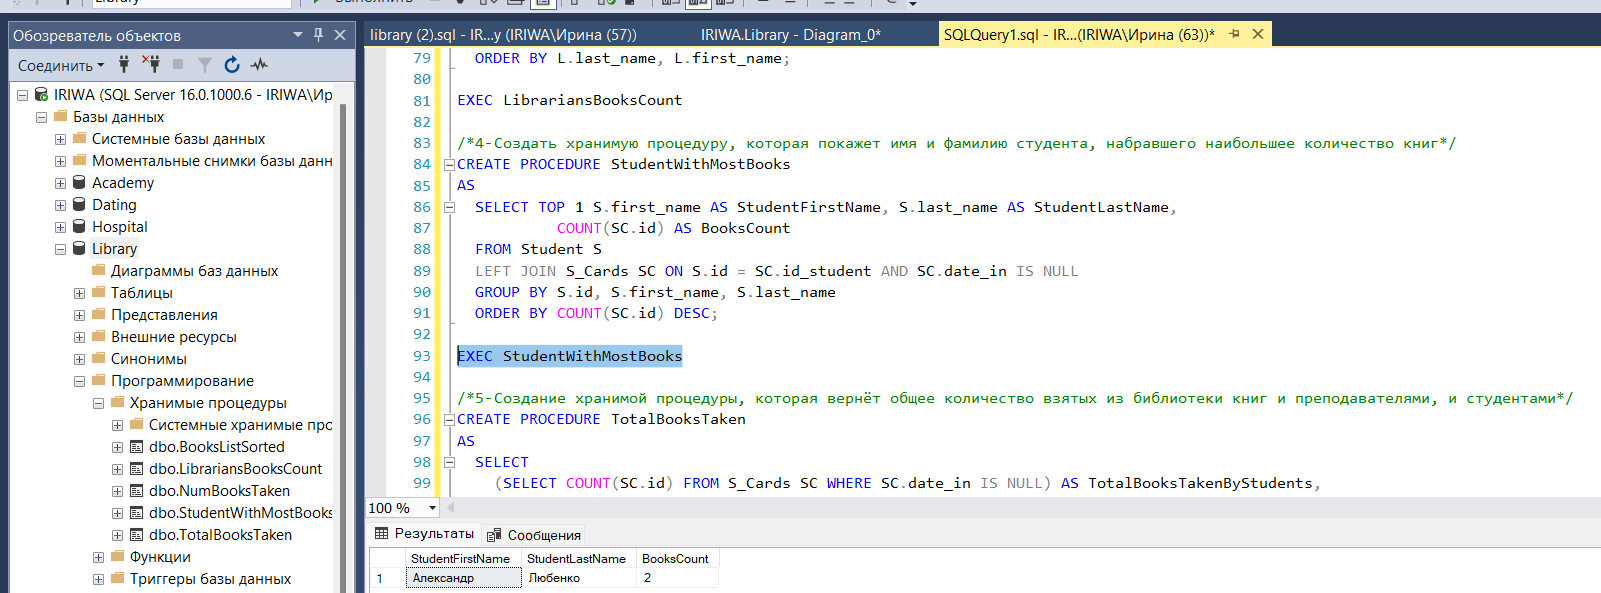 Library
Выполнить
Обозреватель объектов
library (2).sql - IR...y (IRIWA\Ирина (57))
IRIWA.Library - Diagram_0*
SQLQuery1.sql - IR...(IRIWA\Ирина (63))*
Соединить
IRIWA (SQL Server 16.0.1000.6 - IRIWA\Ир
Базы данных
Системные базы данных
Моментальные снимки базы данн
Academy
Dating
Hospital
Library
Диаграммы баз данных
Таблицы
Представления
Внешние ресурсы
Синонимы
Программирование
Хранимые процедуры
Системные хранимые про
dbo.BooksListSorted
dbo.LibrariansBooksCount
dbo.NumBooksTaken
dbo.StudentWithMostBooks
dbo.TotalBooksTaken
Функции
Триггеры базы данных
79 ORDER BY L.last_name, L.first_name;
80
81 EXEC LibrariansBooksCount
82
83 /*4-Создать хранимую процедуру, которая покажет имя и фамилию студента, набравшего наибольшее количество книг*/
84 CREATE PROCEDURE StudentWithMostBooks
85 AS
86 SELECT TOP 1 S.first_name AS StudentFirstName, S.last_name AS StudentLastName,
87 COUNT(SC.id) AS BooksCount
88 FROM Student S
89 LEFT JOIN S_Cards SC ON S.id = SC.id_student AND SC.date_in IS NULL
90 GROUP BY S.id, S.first_name, S.last_name
91 ORDER BY COUNT(SC.id) DESC;
92
93 EXEC StudentWithMostBooks
94
95 /*5-Создание хранимой процедуры, которая вернёт общее количество взятых из библиотеки книг и преподавателями, и студентами*/
96 CREATE PROCEDURE TotalBooksTaken
97 AS
98 SELECT
99 (SELECT COUNT(SC.id) FROM S_Cards SC WHERE SC.date_in IS NULL) AS TotalBooksTakenByStudents,
100 %
Результаты Сообщения
StudentFirstName StudentLastName BooksCount
1 Александр Любенко 2